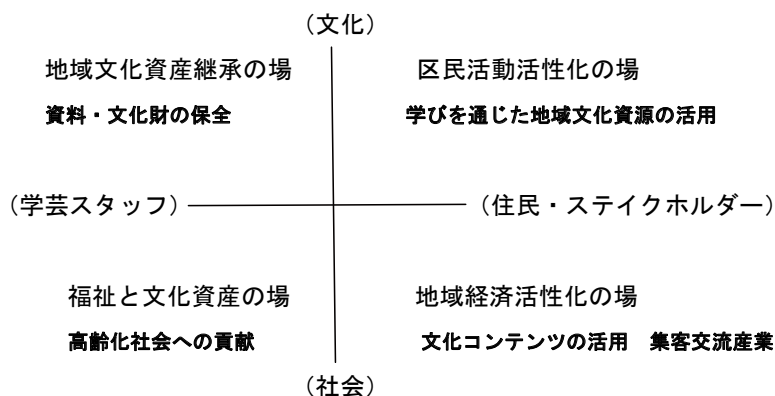 （文化）
地域文化資産継承の場
区民活動活性化の場
資料・文化財の保全
学びを通じた地域文化資源の活用
（学芸スタッフ）
（住民・ステイクホルダー）
福祉と文化資産の場
地域経済活性化の場
高齢化社会への貢献
文化コンテンツの活用　集客交流産業
（社会）